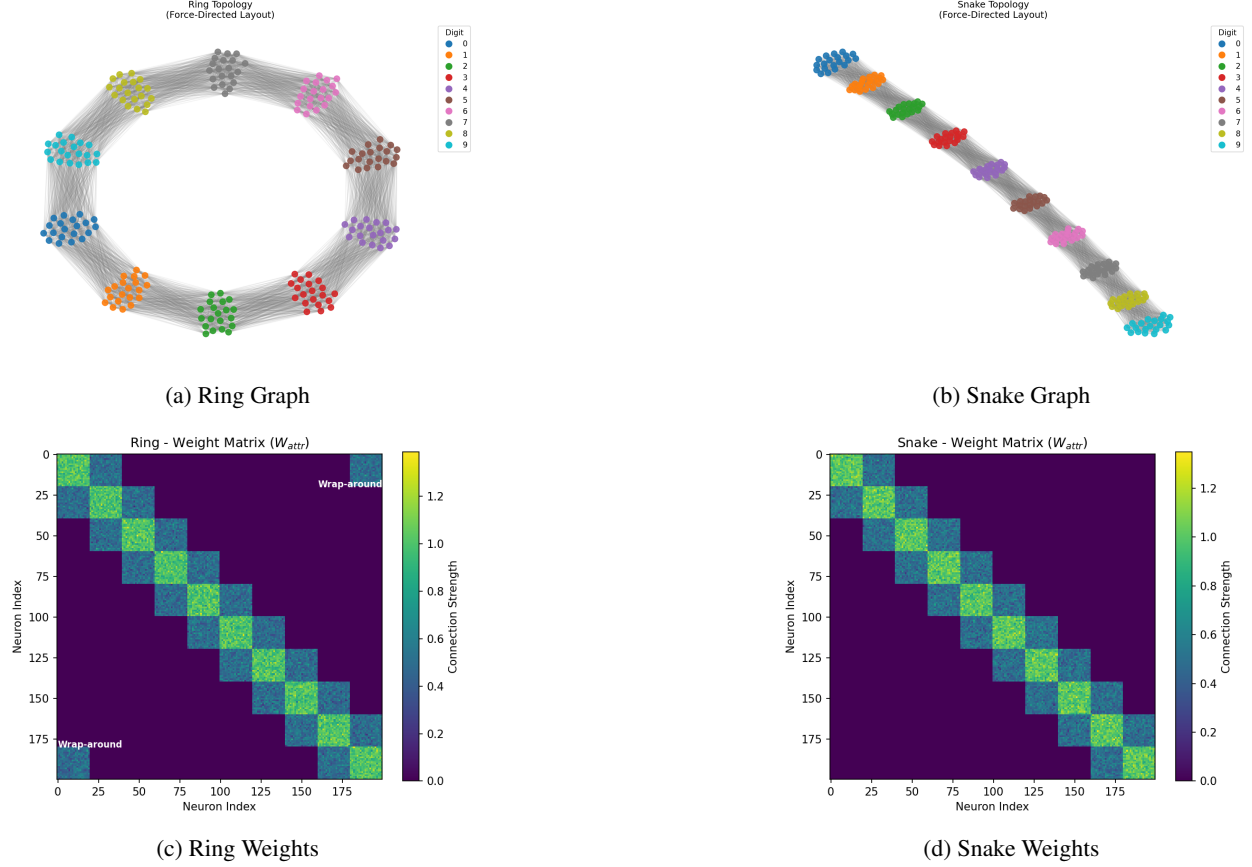 Ring Topology
(Force-Directed Layout)
Digit
0
1
2
3
4
5
6
7
8
9
(a) Ring Graph
Snake Topology
(Force-Directed Layout)
Digit
0
1
2
3
4
5
6
7
8
9
(b) Snake Graph
Ring - Weight Matrix (W_attr)
0
25
50
75
100
125
150
175
Neuron Index
Wrap-around
Wrap-around
0 25 50 75 100 125 150 175
Neuron Index
1.2
1.0
0.8
0.6
0.4
0.2
0.0
Connection Strength
(c) Ring Weights
Snake - Weight Matrix (W_attr)
0
25
50
75
100
125
150
175
Neuron Index
0 25 50 75 100 125 150 175
Neuron Index
1.2
1.0
0.8
0.6
0.4
0.2
0.0
Connection Strength
(d) Snake Weights